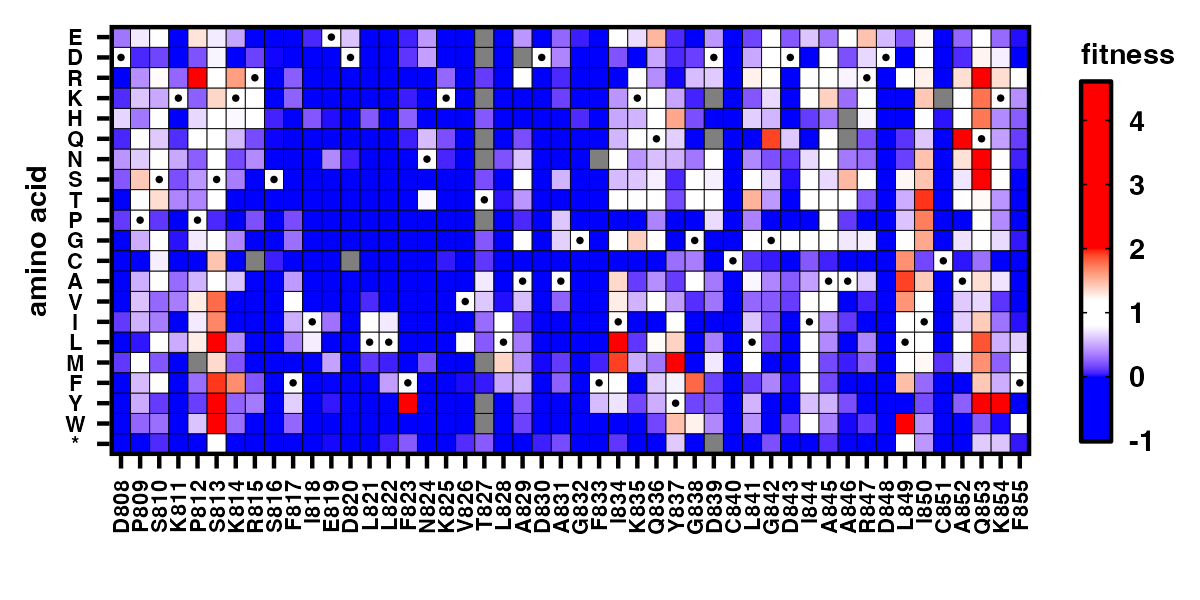 fitness
4
3
2
1
0
-1
amino acid
E
D
R
K
H
Q
N
S
T
P
G
C
A
V
I
L
M
F
Y
W
*
D808
P809
S810
K811
P812
S813
K814
R815
S816
F817
I818
E819
D820
L821
L822
F823
N824
K825
V826
T827
L828
A829
D830
A831
G832
F833
I834
K835
Q836
Y837
G838
D839
C840
L841
G842
D843
I844
A845
A846
R847
D848
L849
I850
C851
A852
Q853
K854
F855